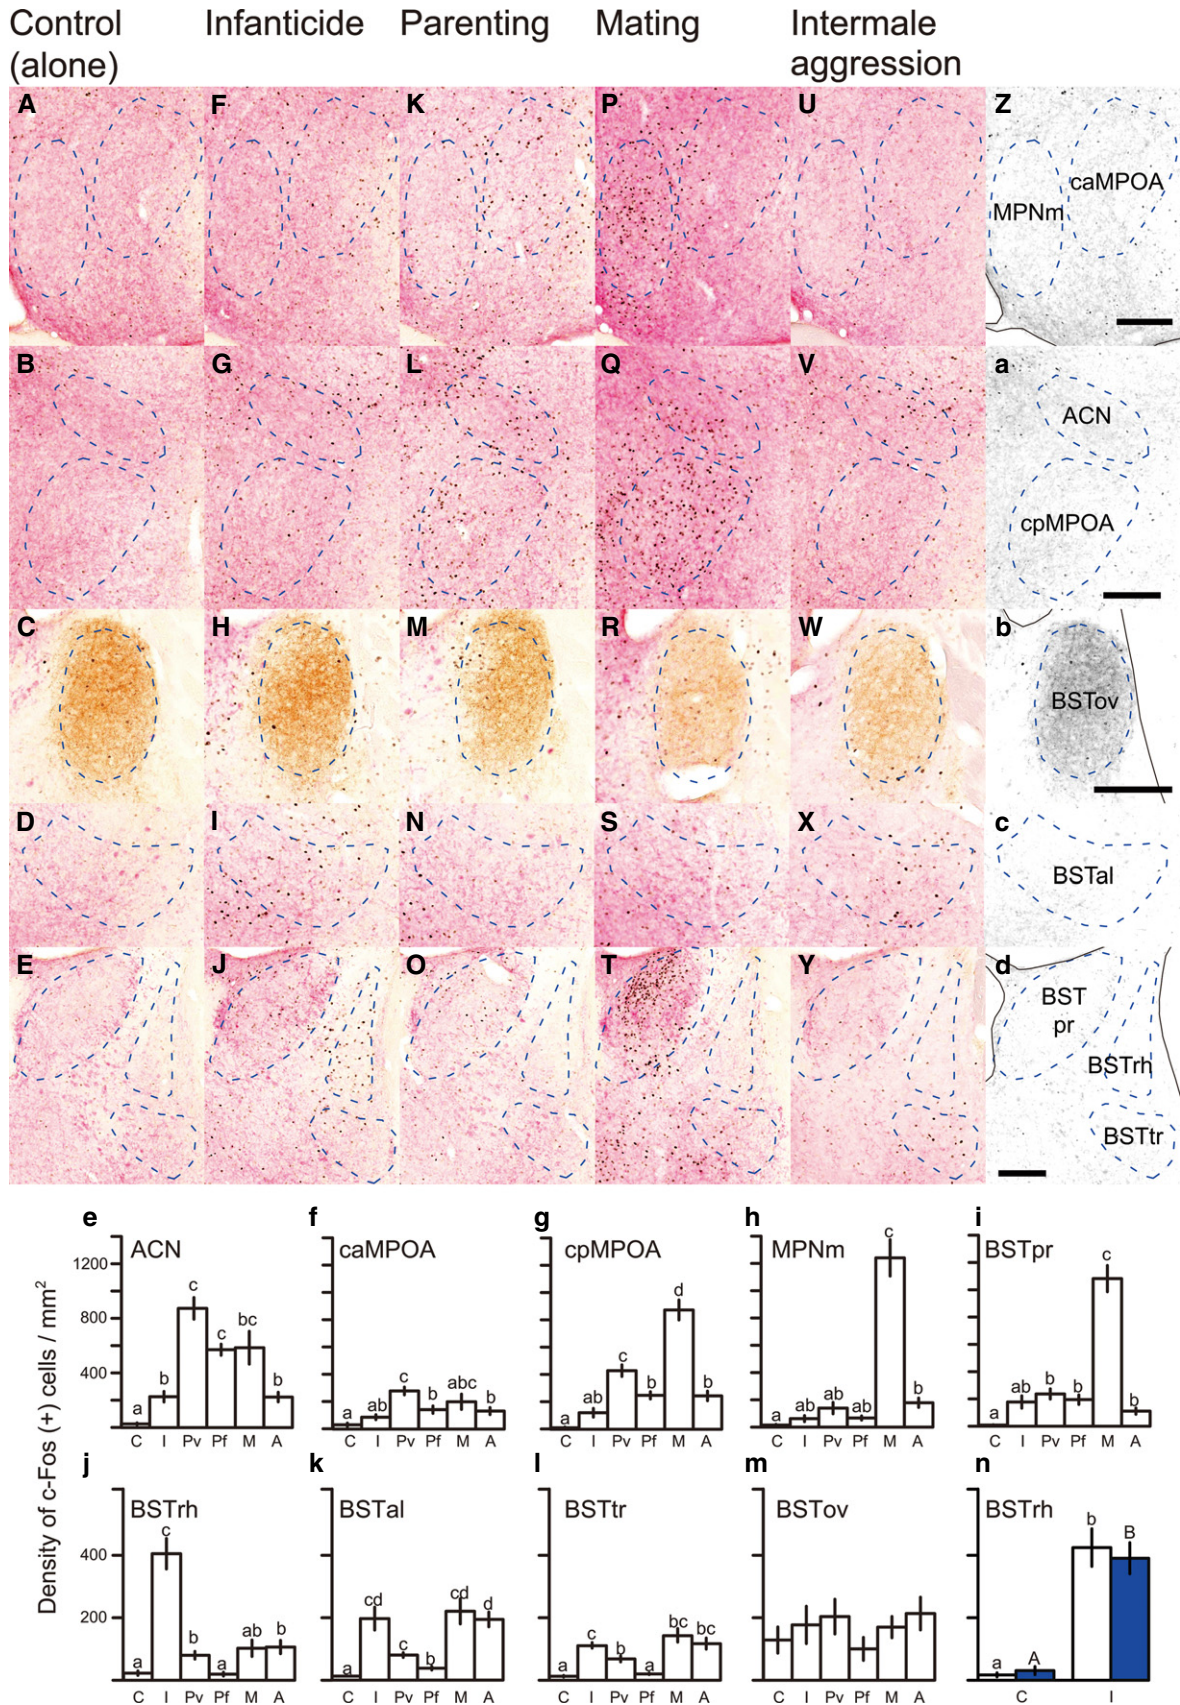 Control
(alone)
Infanticide
Parenting
Mating
Intermale
aggression
A F K P U Z
caMPOA
MPNm
B G L Q V a
ACN
cpMPOA
C H M R W b
BSTov
D I N S X c
BSTal
E J O T Y d
BST
pr
BSTrh
BSTtr
Density of c-Fos (+) cells / mm²
e
ACN
1200
800
400
a b c c bc b
C I Pv Pf M A
f
caMPOA
a ab c b abc b
C I Pv Pf M A
g
cpMPOA
a ab c b d b
C I Pv Pf M A
h
MPNm
a ab ab ab c b
C I Pv Pf M A
i
BSTpr
a ab b b c b
C I Pv Pf M A
j
BSTrh
400
200
a c b a ab b
C I Pv Pf M A
k
BSTal
a cd c b cd d
C I Pv Pf M A
l
BSTtr
a c b a bc bc
C I Pv Pf M A
m
BSTov
C I Pv Pf M A
n
BSTrh
a A b B
C I